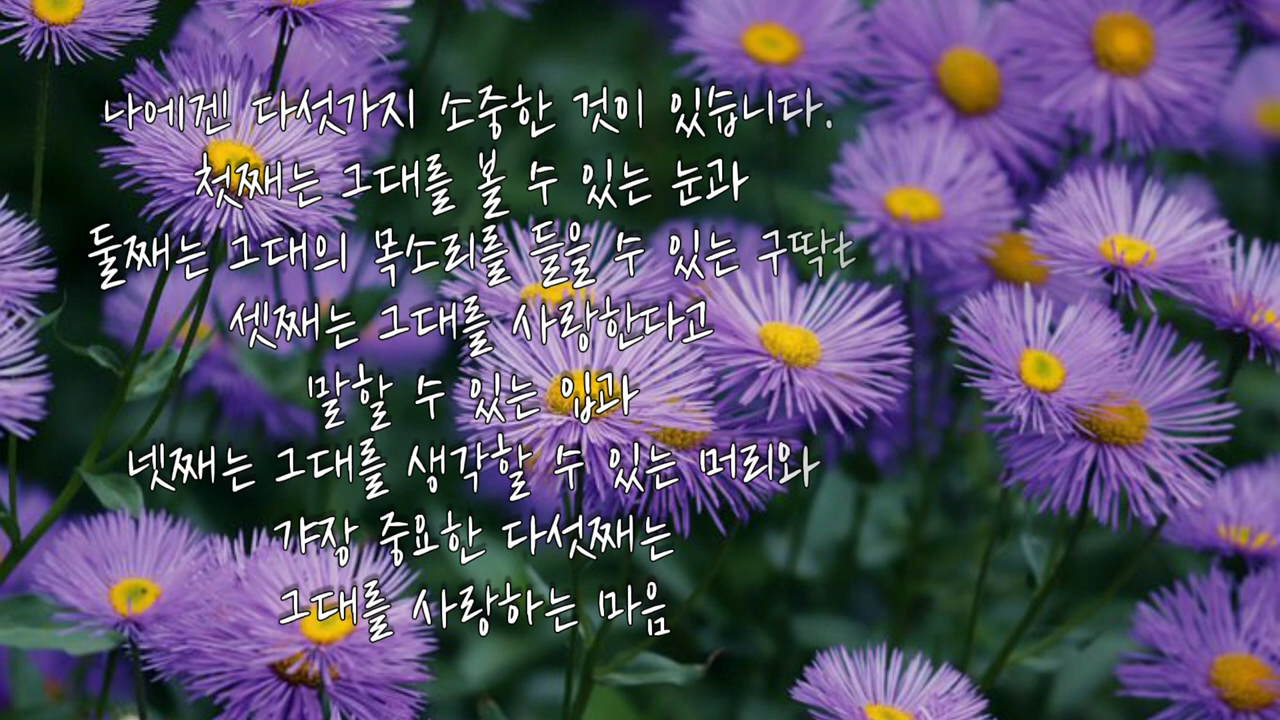 나에겐 다섯가지 소중한 것이 있습니다.
첫째는 그대를 볼 수 있는 눈과
둘째는 그대의 목소리를 들을 수 있는
셋째는 그대를 사랑한다고
말할 수 있는 입과
넷째는 그대를 생각할 수 있는 머리와
갸장 중요한 다섯째는
그대를 사랑하는 마음